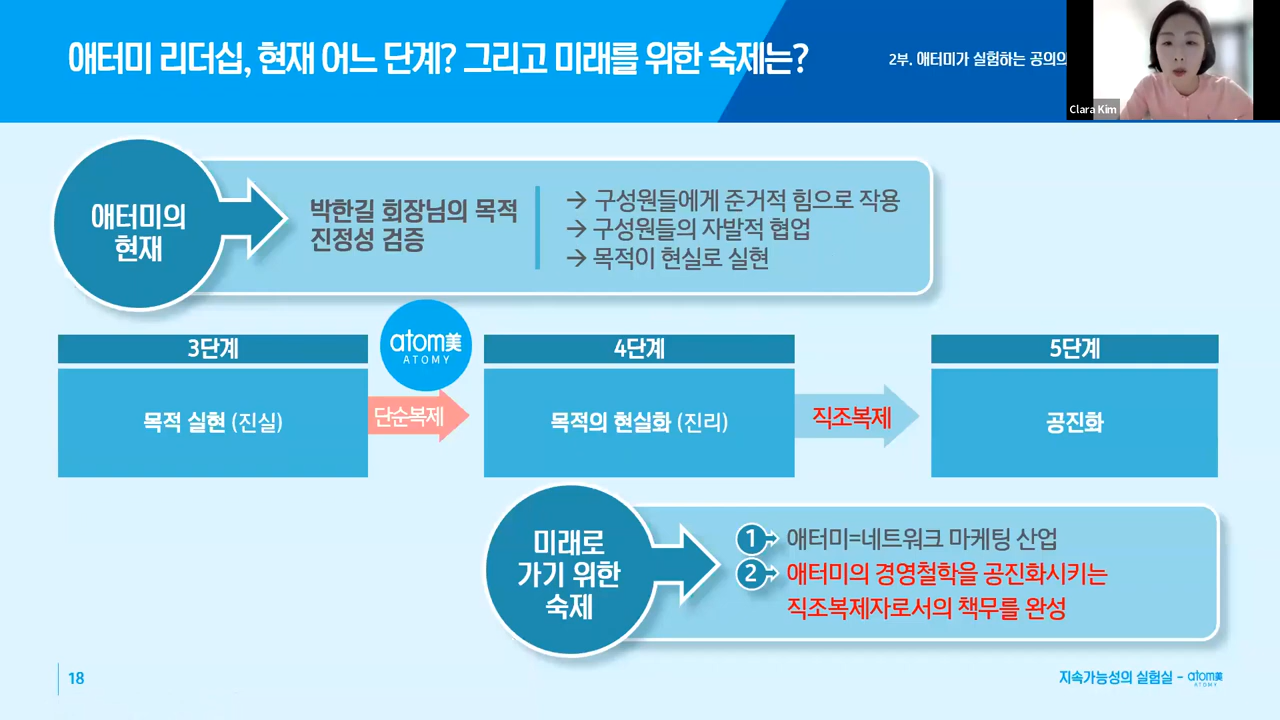 애터미 리더십, 현재 어느 단계? 그리고 미래를 위한 숙제는?
2부. 애터미가 실험하는 공의의
Clara Kim
애터미의
현재
박한길 회장님의 목적
진정성 검증
→ 구성원들에게 준거적 힘으로 작용
→ 구성원들의 자발적 협업
→ 목적이 현실로 실현
3단계
목적 실현 (진실)
atom美
ATOMY
단순복제
4단계
목적의 현실화 (진리)
직조복제
5단계
공진화
미래로
가기 위한
숙제
1 애터미=네트워크 마케팅 산업
2 애터미의 경영철학을 공진화시키는
직조복제자로서의 책무를 완성
18
지속가능성의 실험실 - atom美
ATOMY